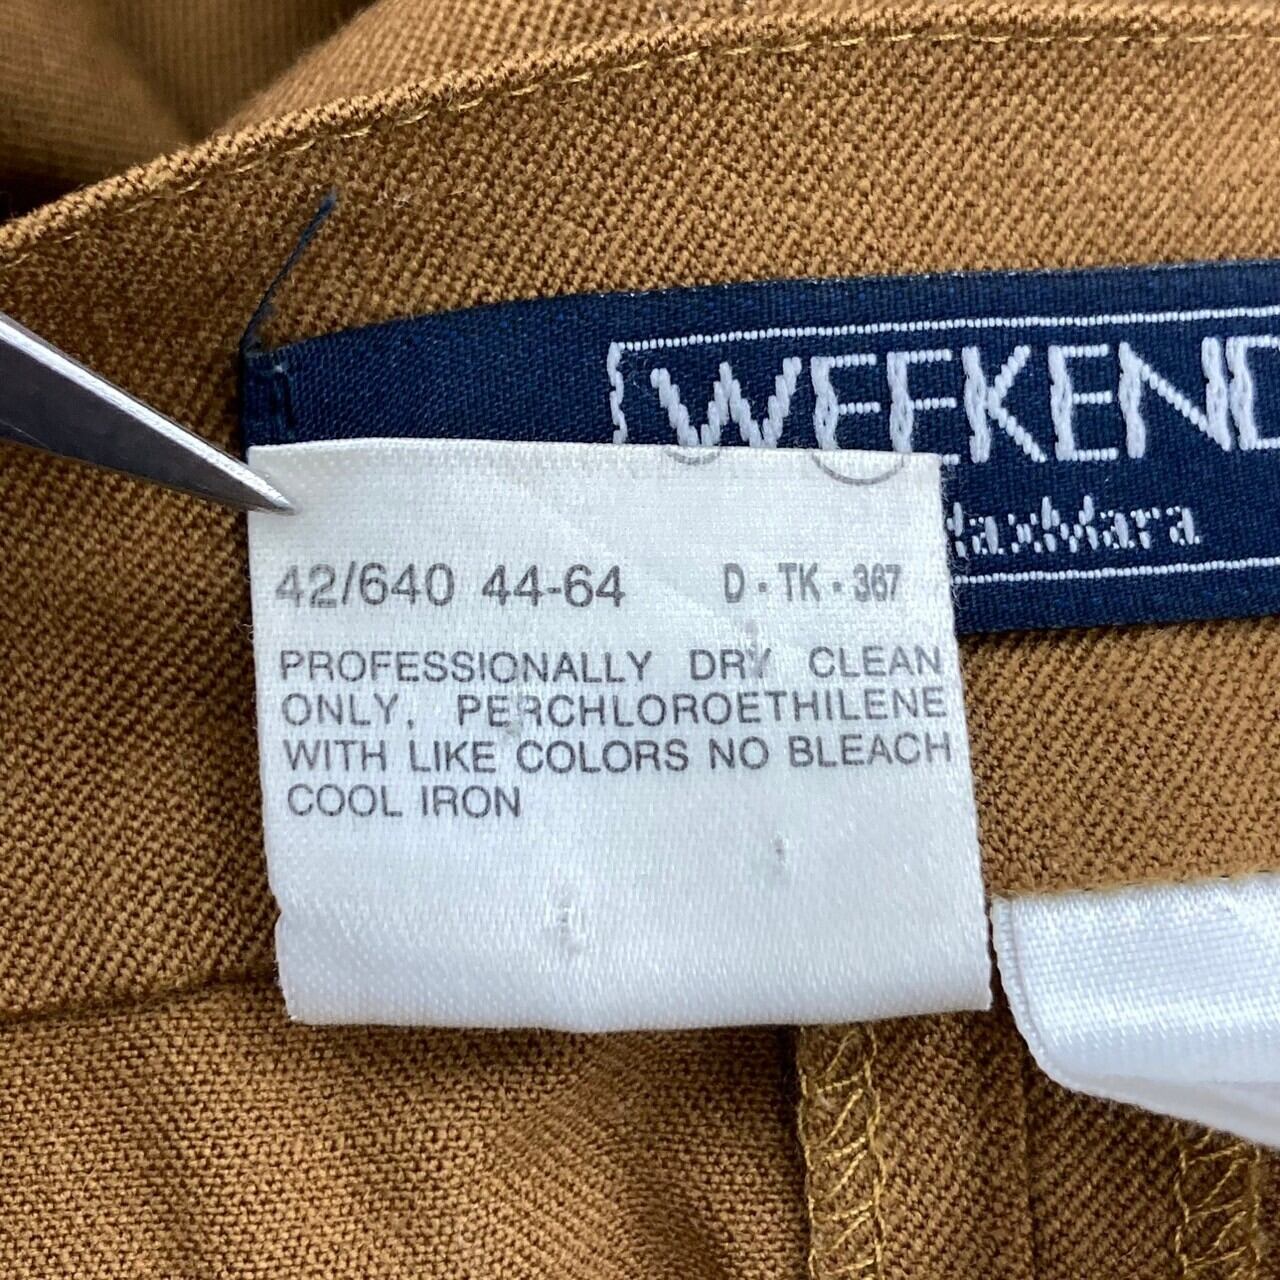 WEEKEND
MaxMara
42/640 44-64 D·TK·367
PROFESSIONALLY DRY CLEAN
ONLY, PERCHLOROETHILENE
WITH LIKE COLORS NO BLEACH
COOL IRON